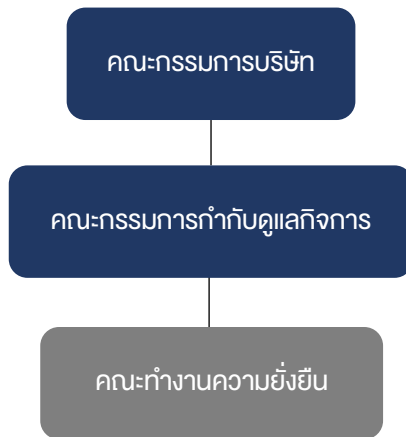 คณะกรรมการบริษัท
คณะกรรมการกำกับดูแลกิจการ
คณะทำงานความยั่งยืน